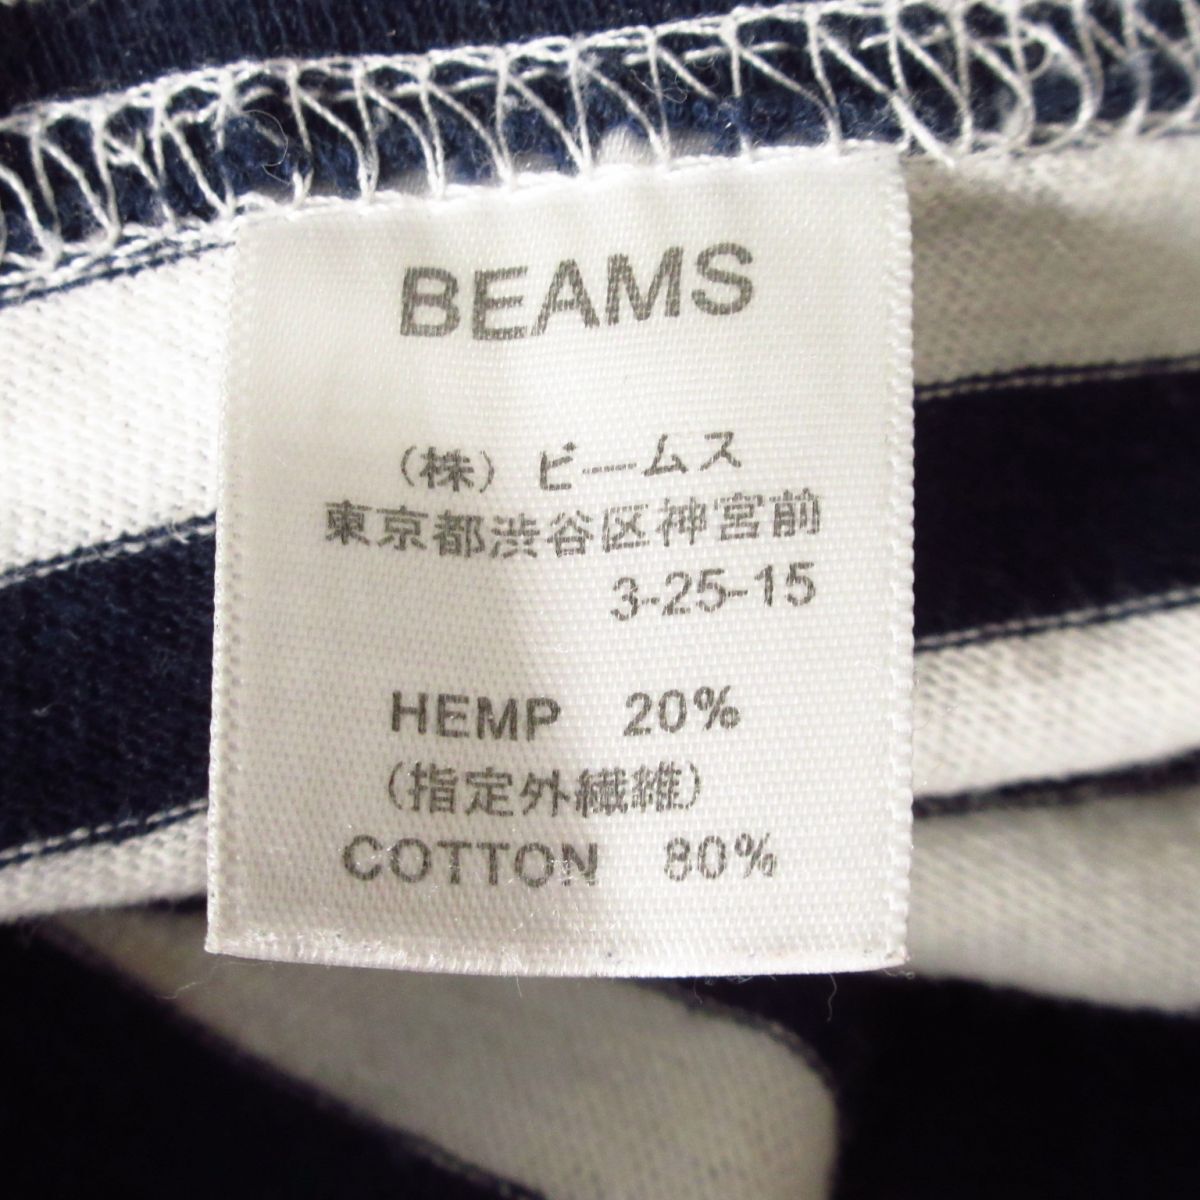 BEAMS
(株) ビームス
東京都渋谷区神宮前
3-25-15
HEMP 20%
(指定外繊維)
COTTON 80%